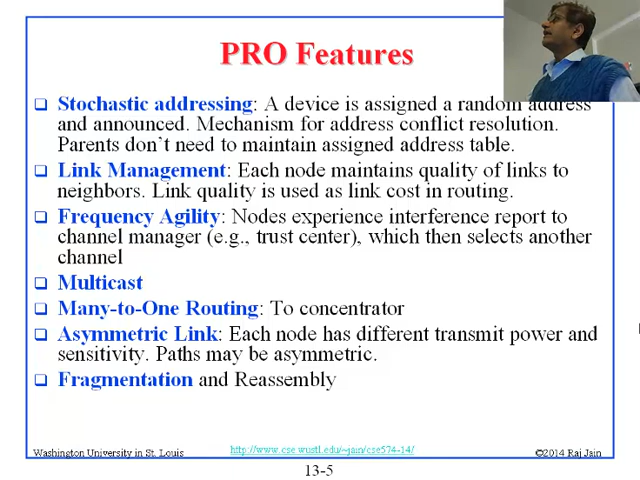 PRO Features
Stochastic addressing: A device is assigned a random address
and announced. Mechanism for address conflict resolution.
Parents don't need to maintain assigned address table.
Link Management: Each node maintains quality of links to
neighbors. Link quality is used as link cost in routing.
Frequency Agility: Nodes experience interference report to
channel manager (e.g., trust center), which then selects another
channel
Multicast
Many-to-One Routing: To concentrator
Asymmetric Link: Each node has different transmit power and
sensitivity. Paths may be asymmetric.
Fragmentation and Reassembly
Washington University in St. Louis
http://www.cse.wustl.edu/~jain/cse574-14/
©2014 Raj Jain
13-5